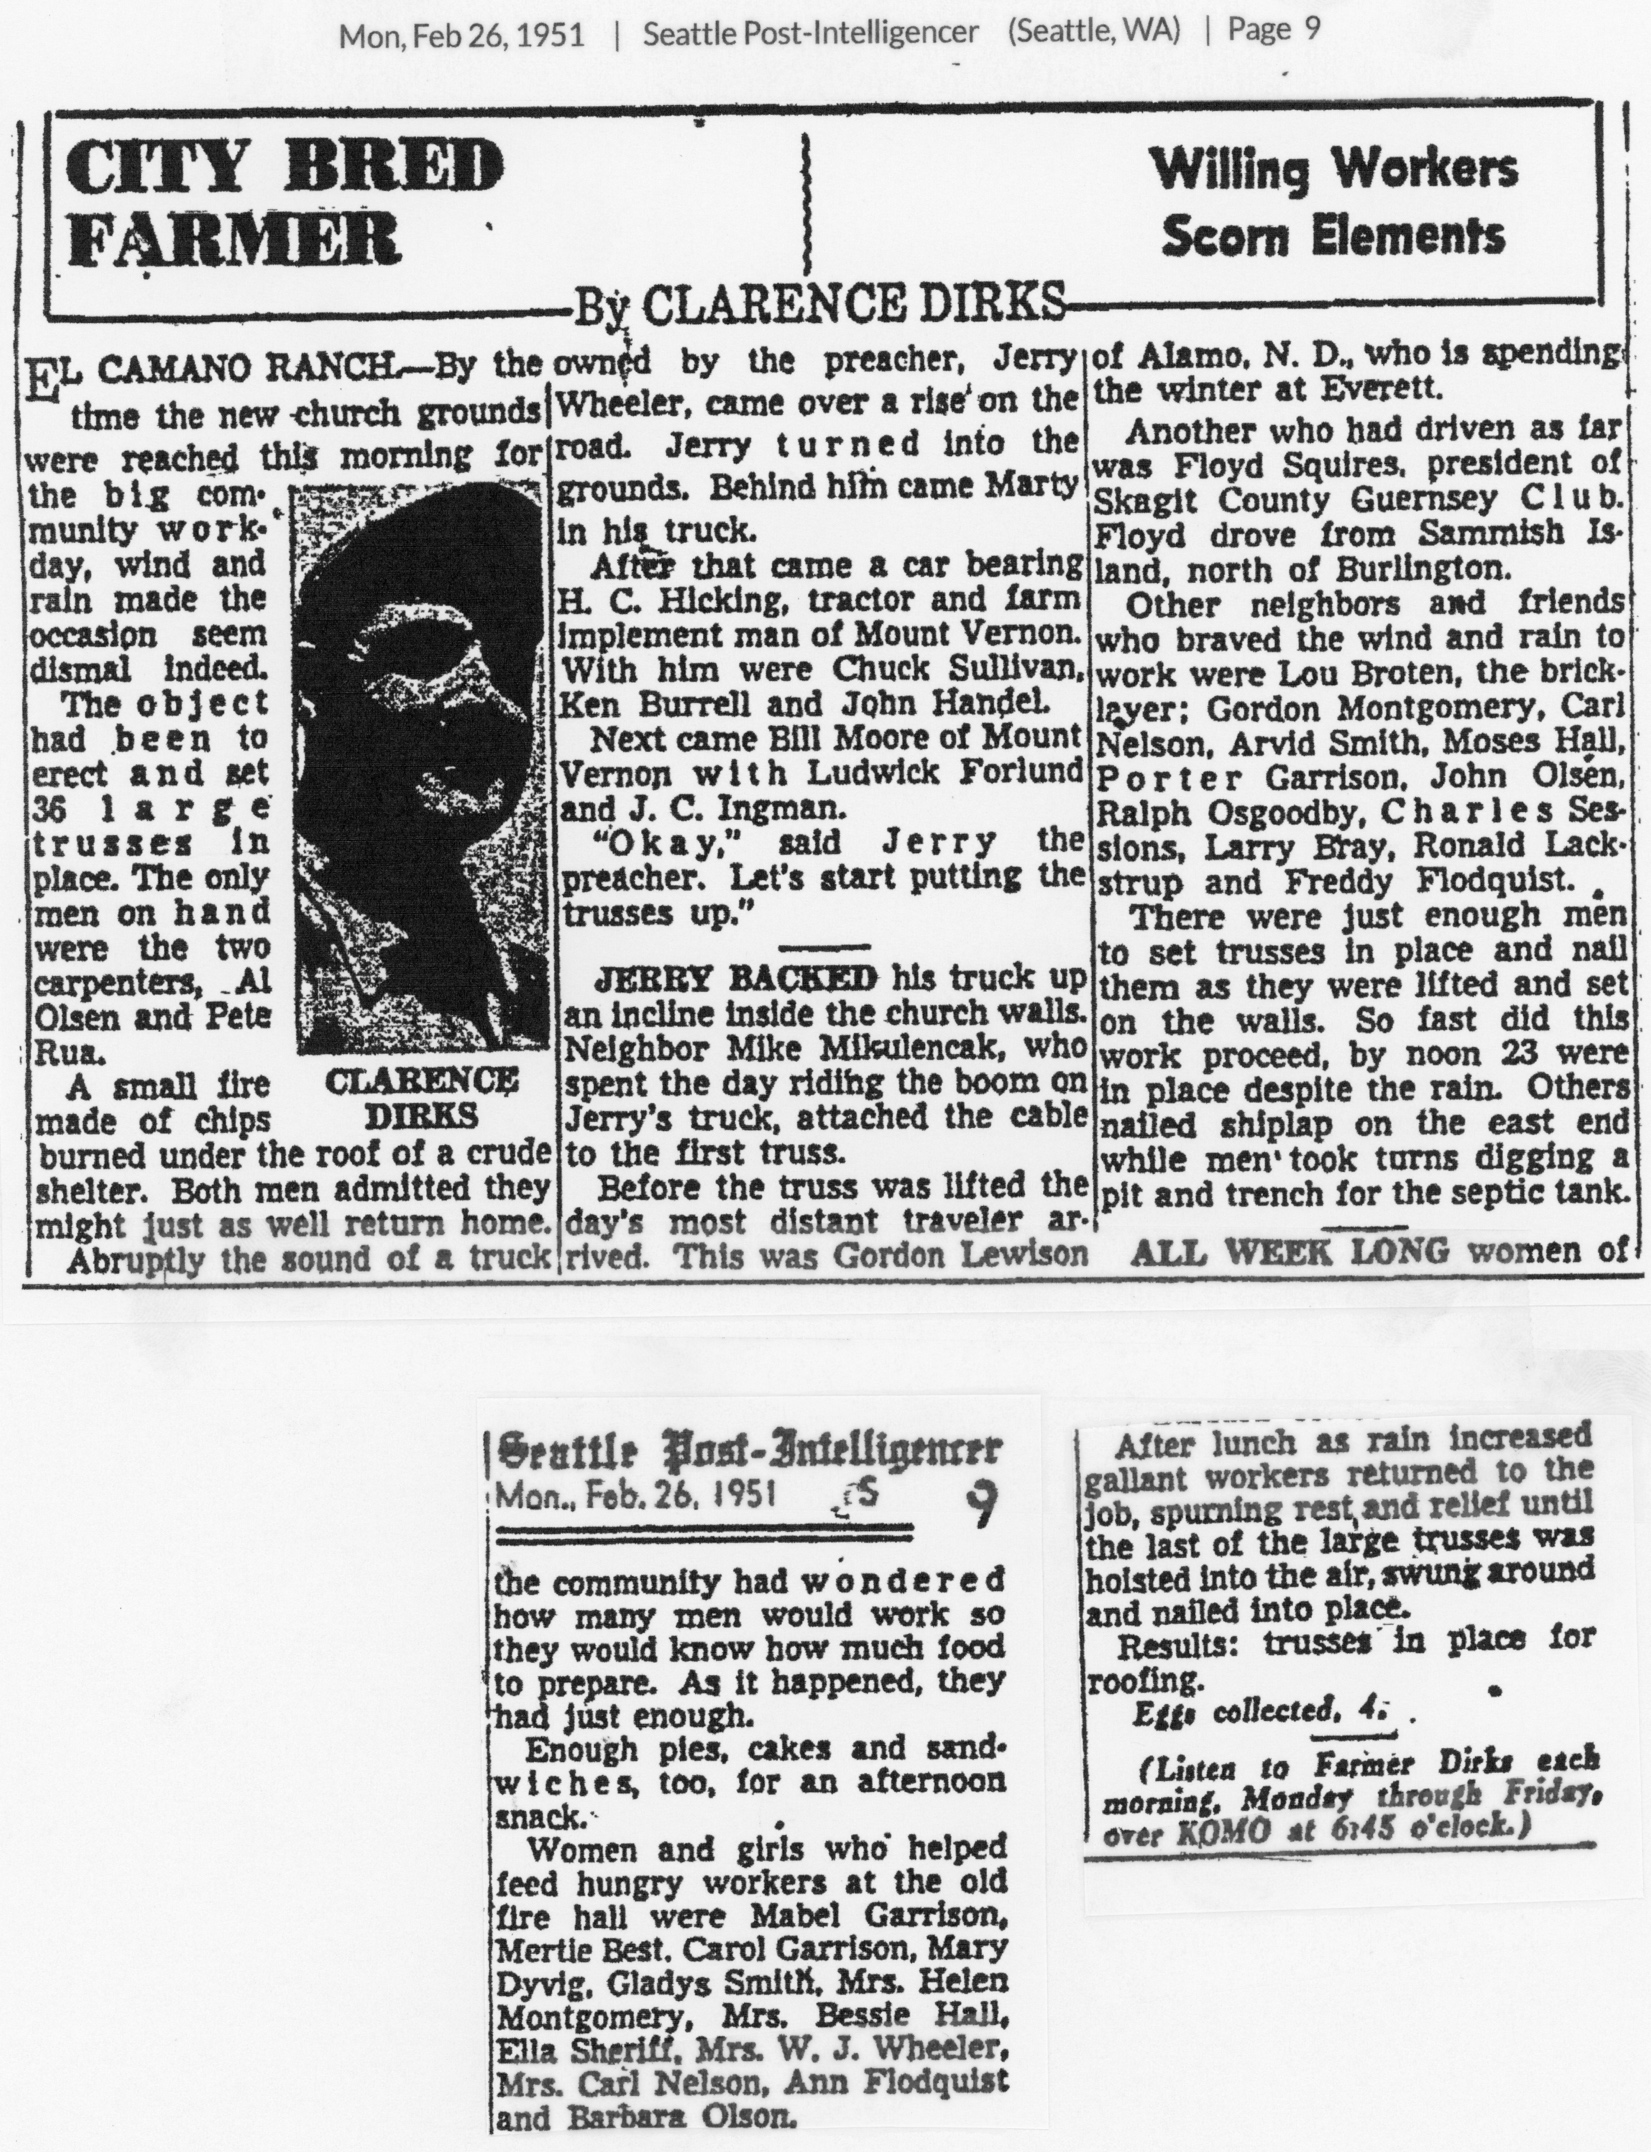 Mon, Feb 26, 1951 | Seattle Post-Intelligencer (Seattle, WA) | Page 9
CITY BRED
FARMER
Willing Workers
Scorn Elements
By CLARENCE DIRKS
EL CAMANO RANCH.—By the
time the new church grounds
were reached this morning for
the big com-
munity work-
day, wind and
rain made the
occasion seem
dismal indeed.
The object
had been to
erect and set
36 large
trusses in
place. The only
men on hand
were the two
carpenters, Al
Olsen and Pete
Rua.
A small fire
made of chips
CLARENCE
DIRKS
burned under the roof of a crude
shelter. Both men admitted they
might just as well return home.
Abruptly the sound of a truck
owned by the preacher, Jerry
Wheeler, came over a rise on the
road. Jerry turned into the
grounds. Behind him came Marty
in his truck.
After that came a car bearing
H. C. Hicking, tractor and farm
implement man of Mount Vernon.
With him were Chuck Sullivan,
Ken Burrell and John Handel.
Next came Bill Moore of Mount
Vernon with Ludwick Forlund
and J. C. Ingman.
"Okay," said Jerry the
preacher. Let's start putting the
trusses up."
JERRY BACKED his truck up
an incline inside the church walls.
Neighbor Mike Mikulencak, who
spent the day riding the boom on
Jerry's truck, attached the cable
to the first truss.
Before the truss was lifted the
day's most distant traveler ar-
rived. This was Gordon Lewison
of Alamo, N. D., who is spending
the winter at Everett.
Another who had driven as far
was Floyd Squires, president of
Skagit County Guernsey Club.
Floyd drove from Sammish Is-
land, north of Burlington.
Other neighbors and friends
who braved the wind and rain to
work were Lou Broten, the brick-
layer; Gordon Montgomery, Carl
Nelson, Arvid Smith, Moses Hall,
Porter Garrison, John Olsen,
Ralph Osgoodby, Charles Ses-
sions, Larry Bray, Ronald Lack-
strup and Freddy Flodquist.
There were just enough men
to set trusses in place and nail
them as they were lifted and set
on the walls. So fast did this
work proceed, by noon 23 were
in place despite the rain. Others
nailed shiplap on the east end
while men took turns digging a
pit and trench for the septic tank.
ALL WEEK LONG women of
Seattle Post-Intelligencer
Mon., Feb. 26, 1951 S 9
the community had wondered
how many men would work so
they would know how much food
to prepare. As it happened, they
had just enough.
Enough pies, cakes and sand-
wiches, too, for an afternoon
snack.
Women and girls who helped
feed hungry workers at the old
fire hall were Mabel Garrison,
Mertie Best, Carol Garrison, Mary
Dyvig, Gladys Smith, Mrs. Helen
Montgomery, Mrs. Bessie Hall,
Ella Sheriff, Mrs. W. J. Wheeler,
Mrs. Carl Nelson, Ann Flodquist
and Barbara Olson.
After lunch as rain increased
gallant workers returned to the
job, spurning rest and relief until
the last of the large trusses was
hoisted into the air, swung around
and nailed into place.
Results: trusses in place for
roofing.
Eggs collected, 4.
(Listen to Farmer Dirks each
morning, Monday through Friday,
over KOMO at 6:45 o'clock.)